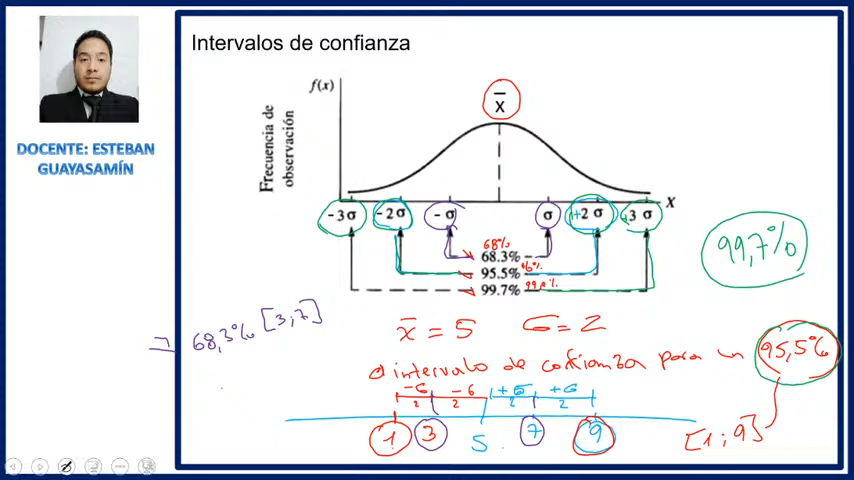 Intervalos de confianza
DOCENTE: ESTEBAN
GUAYASAMÍN
f(x)
x̄
Frecuencia de
observación
X
-3σ -2σ -σ σ +2σ +3σ
68%
68.3%
95.5%
99.7%
99,7%
68,3% [3;7]
x̄ = 5 σ = 2
intervalo de confianza para un 95,5%
-σ -σ +σ +σ
2 2 2 2
1 3 5 7 9
[1;9]